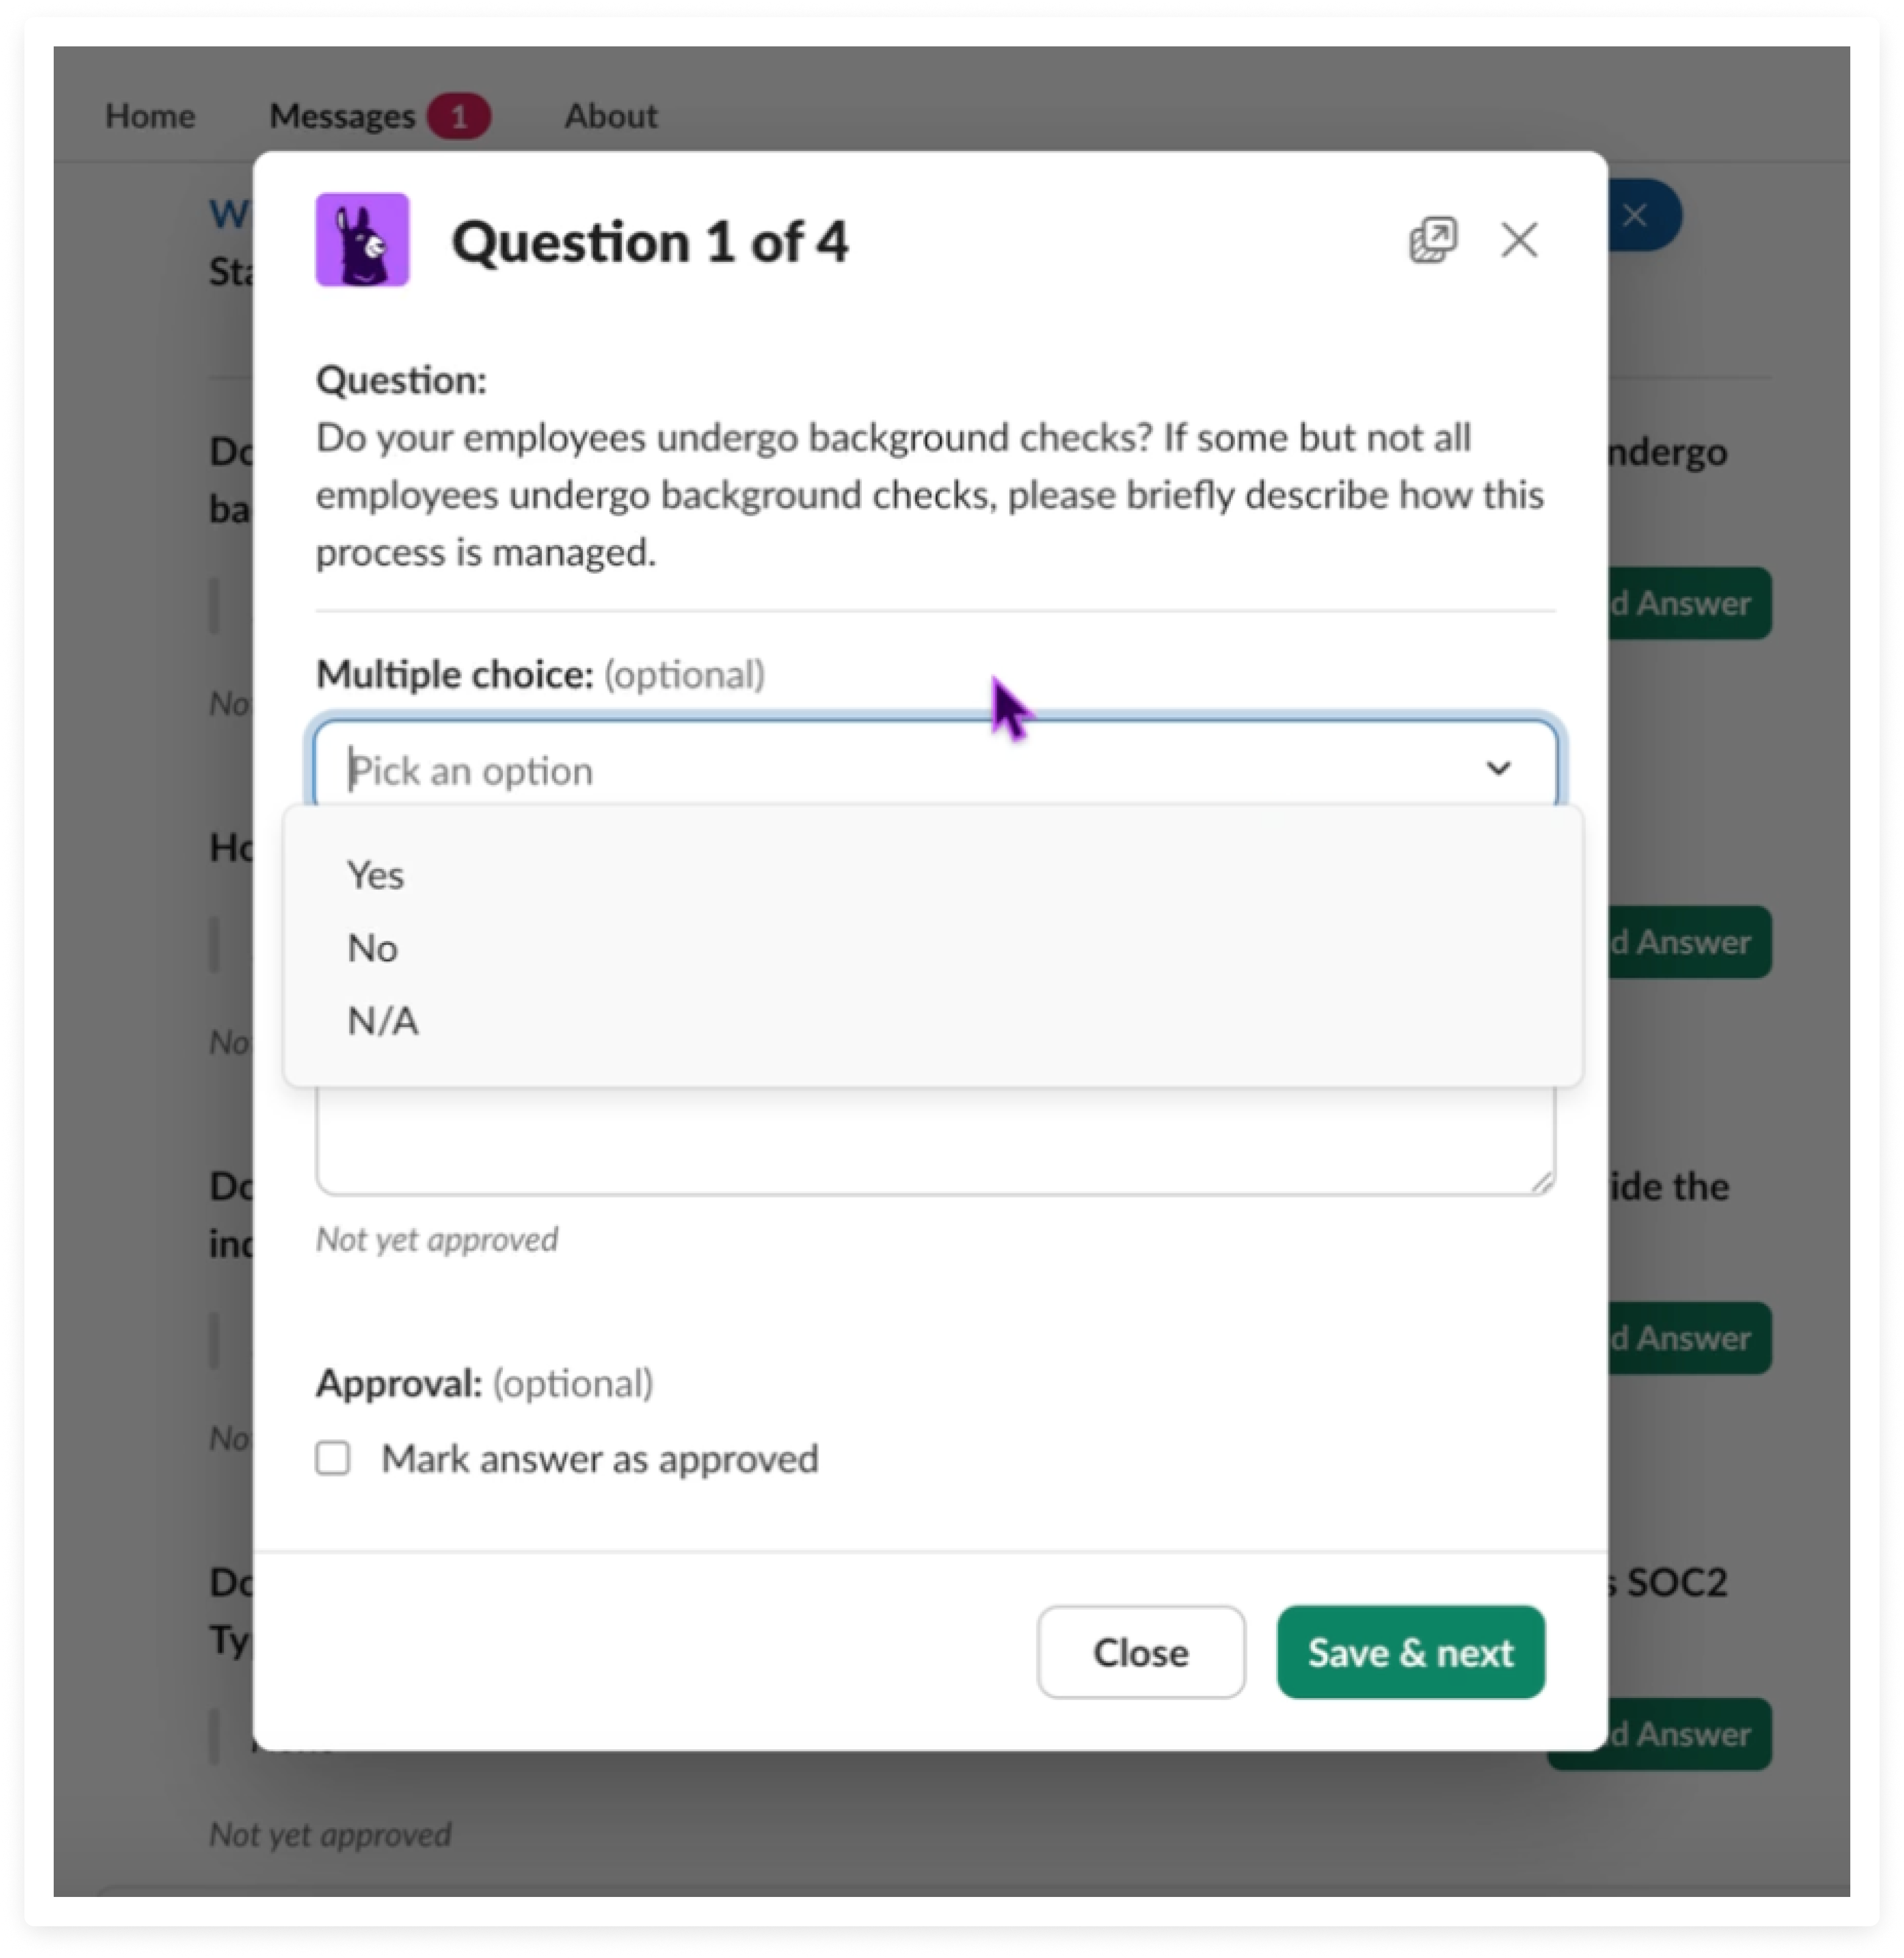 Home Messages 1 About
Question 1 of 4
Question:
Do your employees undergo background checks? If some but not all
employees undergo background checks, please briefly describe how this
process is managed.
ndergo
d Answer
Multiple choice: (optional)
Pick an option
Yes
No
N/A
d Answer
Not yet approved
ide the
d Answer
Approval: (optional)
Mark answer as approved
SOC2
Close
Save & next
d Answer
Not yet approved